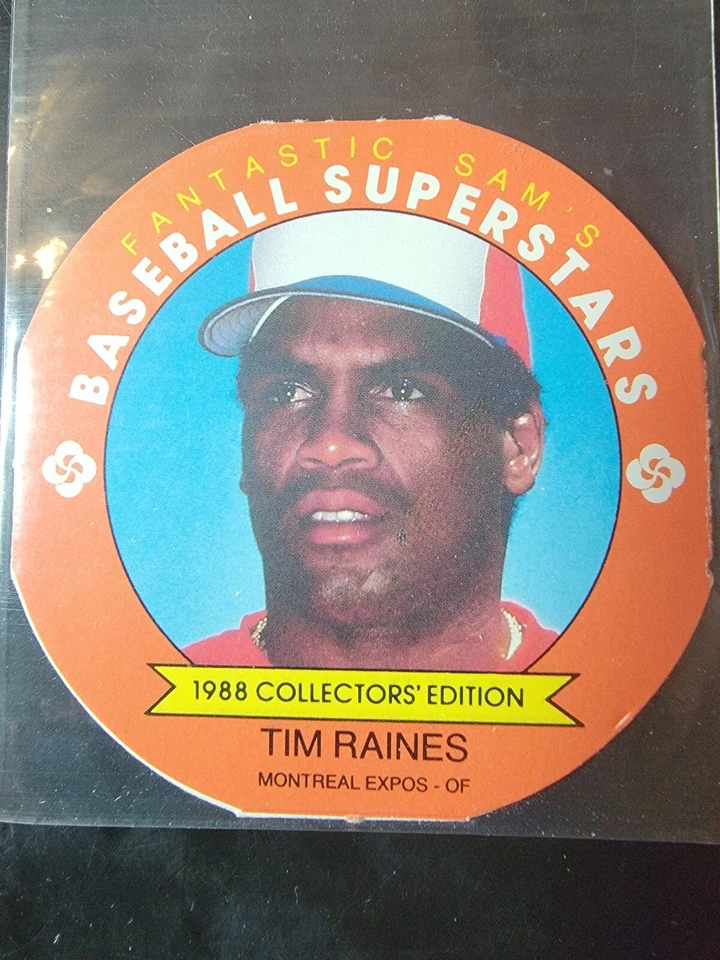 FANTASTIC SAM'S
BASEBALL SUPERSTARS
1988 COLLECTORS' EDITION
TIM RAINES
MONTREAL EXPOS - OF